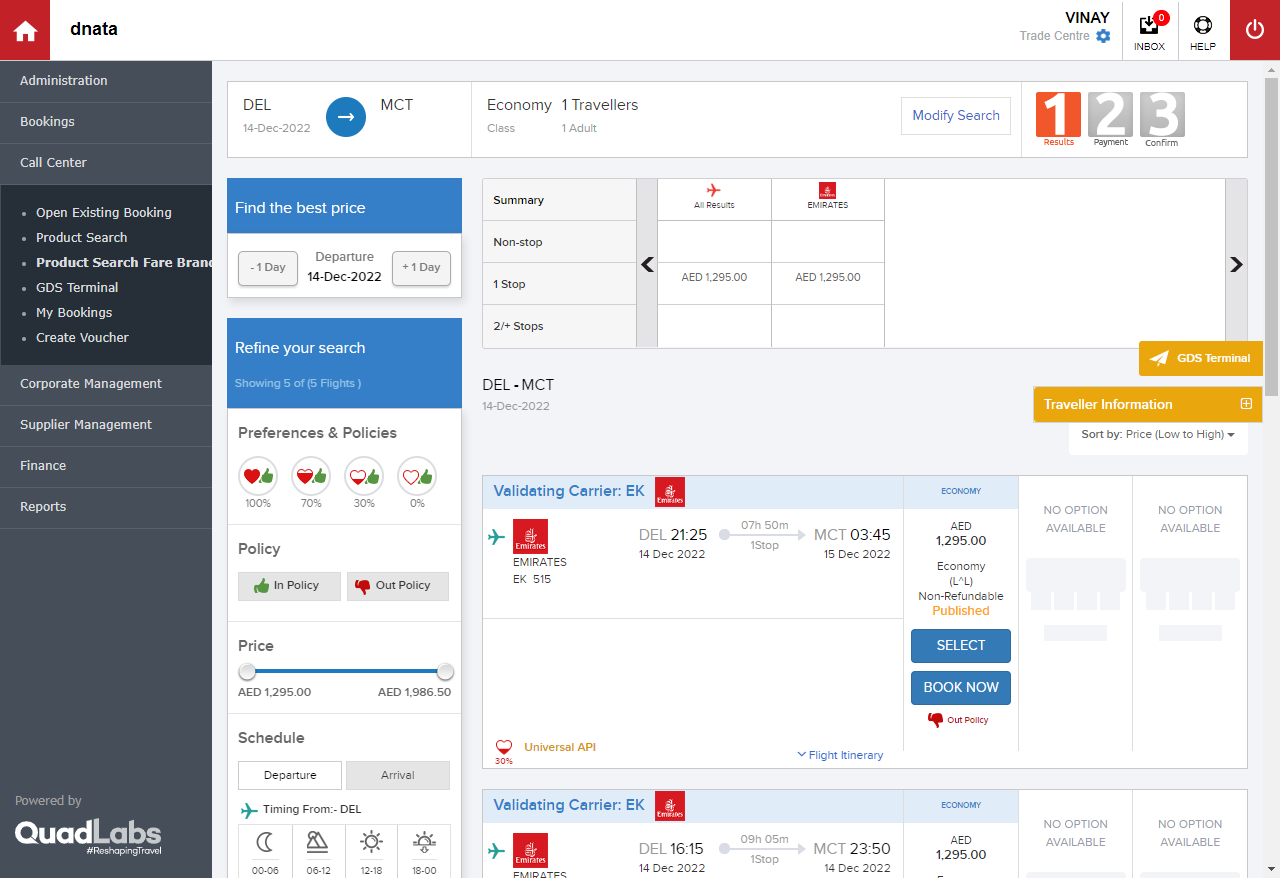 dnata
VINAY
Trade Centre
0
INBOX
HELP
Administration
Bookings
Call Center
Open Existing Booking
Product Search
Product Search Fare Bran
GDS Terminal
My Bookings
Create Voucher
Corporate Management
Supplier Management
Finance
Reports
Powered by
QuadLabs
#ReshapingTravel
DEL
14-Dec-2022
MCT
Economy
Class
1 Travellers
1 Adult
Modify Search
1
Results
2
Payment
3
Confirm
Find the best price
- 1 Day
Departure
14-Dec-2022
+ 1 Day
Refine your search
Showing 5 of (5 Flights )
Preferences & Policies
100% 70% 30% 0%
Policy
In Policy
Out Policy
Price
AED 1,295.00 AED 1,986.50
Schedule
Departure
Arrival
Timing From:- DEL
00-06 06-12 12-18 18-00
Summary
All Results
Emirates
EMIRATES
Non-stop
1 Stop
AED 1,295.00 AED 1,295.00
2/+ Stops
GDS Terminal
DEL - MCT
14-Dec-2022
Traveller Information
Sort by: Price (Low to High)
Validating Carrier: EK
Emirates
ECONOMY
Emirates
EMIRATES
EK 515
DEL 21:25
14 Dec 2022
07h 50m
1Stop
MCT 03:45
15 Dec 2022
AED
1,295.00
Economy
(L^L)
Non-Refundable
Published
SELECT
BOOK NOW
Out Policy
NO OPTION
AVAILABLE
NO OPTION
AVAILABLE
30%
Universal API
Flight Itinerary
Validating Carrier: EK
Emirates
ECONOMY
Emirates
EMIRATES
DEL 16:15
14 Dec 2022
09h 05m
1Stop
MCT 23:50
14 Dec 2022
AED
1,295.00
NO OPTION
AVAILABLE
NO OPTION
AVAILABLE